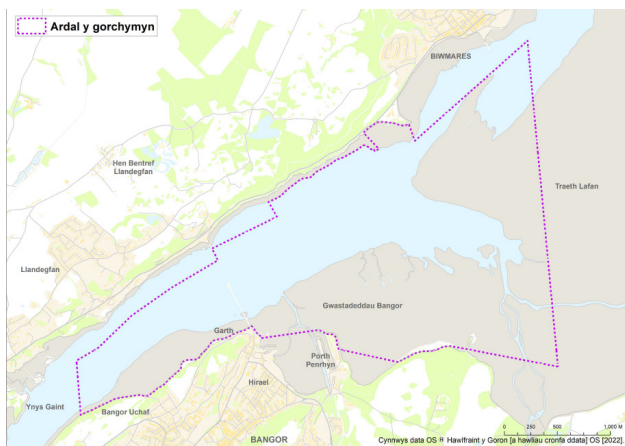 Ardal y gorchymyn
BIWMARES
Hen Bentref
Llandegfan
Traeth Lafan
Llandegfan
Gwastadeddau Bangor
Garth
Porth
Penrhyn
Hirael
Ynys Gaint
Bangor Uchaf
BANGOR
0 250 500 1,000 M
Cynnwys data OS ® Hawlfraint y Goron [a hawliau cronfa ddata] OS [2022].